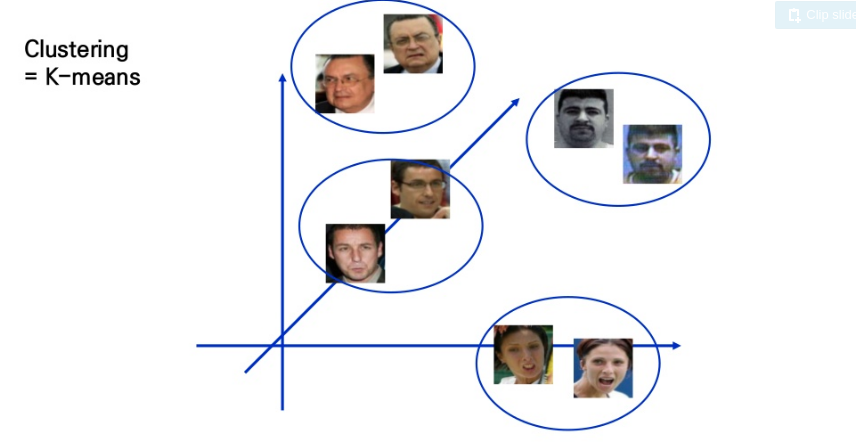 Clip slide
Clustering
= K-means